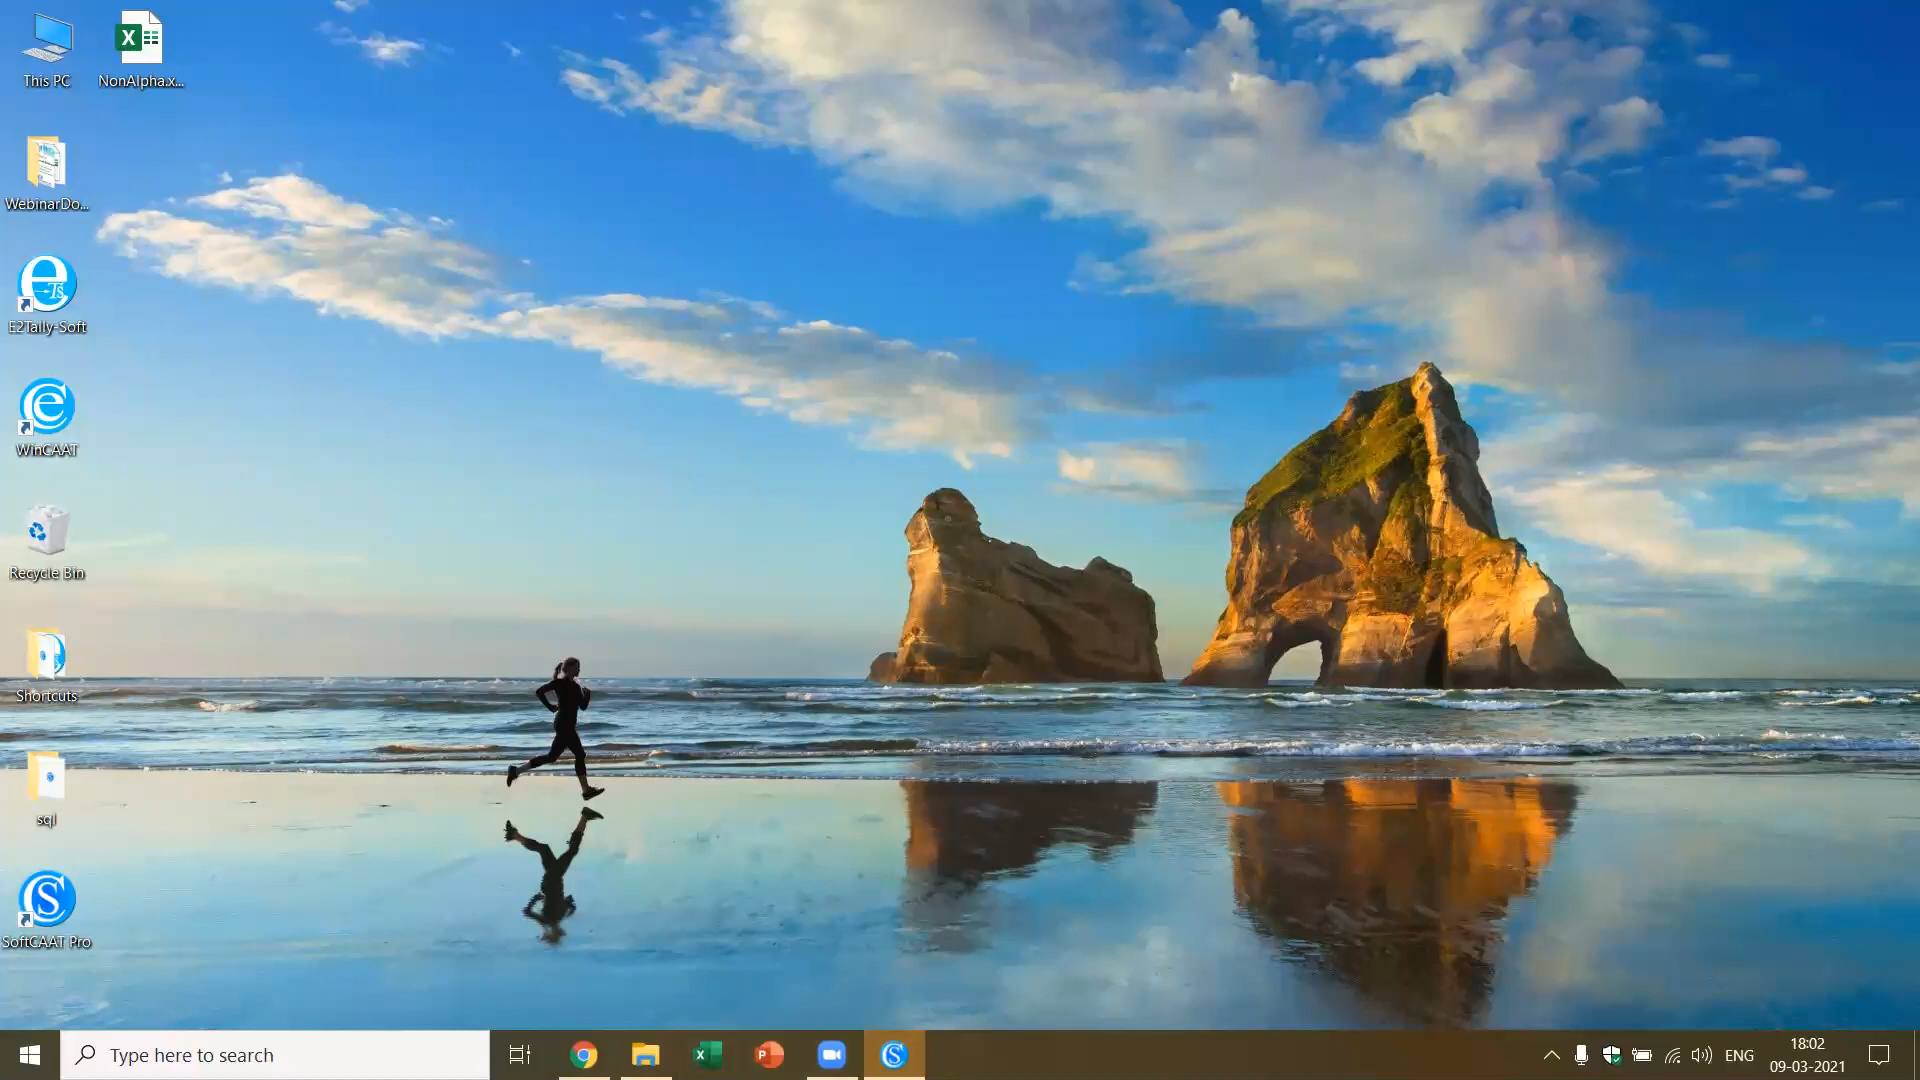 This PC
NonAlpha.x...
WebinarDo...
E2Tally-Soft
WinCAAT
Recycle Bin
Shortcuts
sql
SoftCAAT Pro
Type here to search
ENG
18:02
09-03-2021